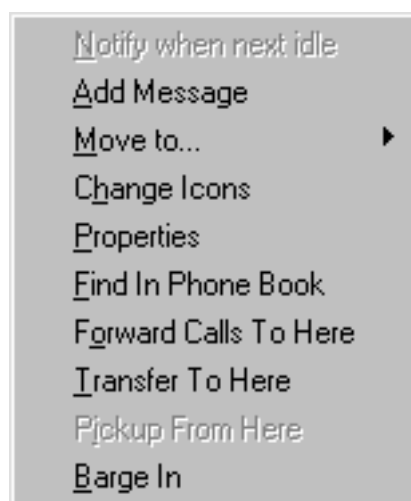 Notify when next idle
Add Message
Move to...
Change Icons
Properties
Find In Phone Book
Forward Calls To Here
Transfer To Here
Pickup From Here
Barge In